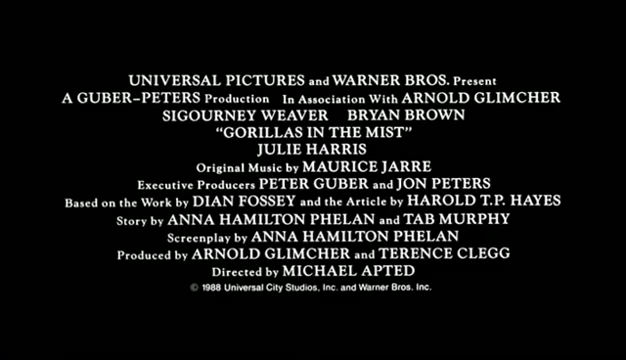 UNIVERSAL PICTURES and WARNER BROS. Present
A GUBER-PETERS Production In Association With ARNOLD GLIMCHER
SIGOURNEY WEAVER BRYAN BROWN
"GORILLAS IN THE MIST"
JULIE HARRIS
Original Music by MAURICE JARRE
Executive Producers PETER GUBER and JON PETERS
Based on the Work by DIAN FOSSEY and the Article by HAROLD T.P. HAYES
Story by ANNA HAMILTON PHELAN and TAB MURPHY
Screenplay by ANNA HAMILTON PHELAN
Produced by ARNOLD GLIMCHER and TERENCE CLEGG
Directed by MICHAEL APTED
© 1988 Universal City Studios, Inc. and Warner Bros. Inc.